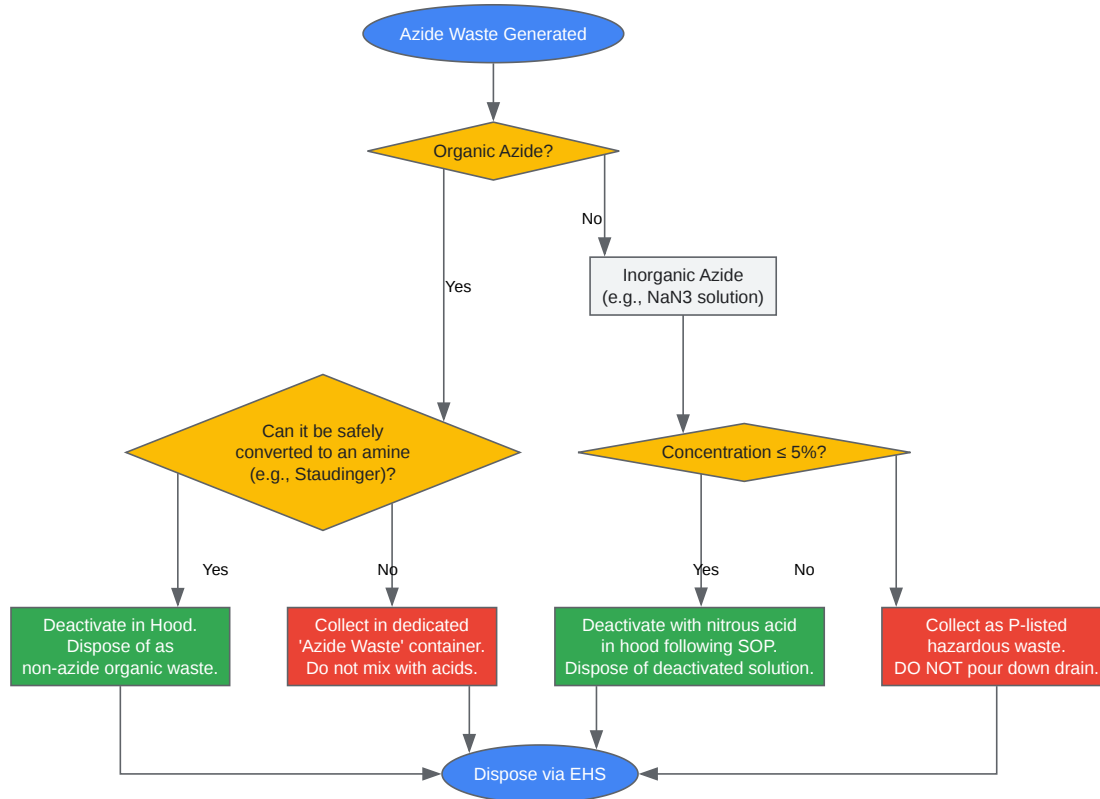 Azide Waste Generated
Organic Azide?
No
Inorganic Azide
(e.g., NaN3 solution)
Yes
Can it be safely
converted to an amine
(e.g., Staudinger)?
Concentration ≤ 5%?
Yes
No
Yes
No
Deactivate in Hood.
Dispose of as
non-azide organic waste.
Collect in dedicated
'Azide Waste' container.
Do not mix with acids.
Deactivate with nitrous acid
in hood following SOP.
Dispose of deactivated solution.
Collect as P-listed
hazardous waste.
DO NOT pour down drain.
Dispose via EHS